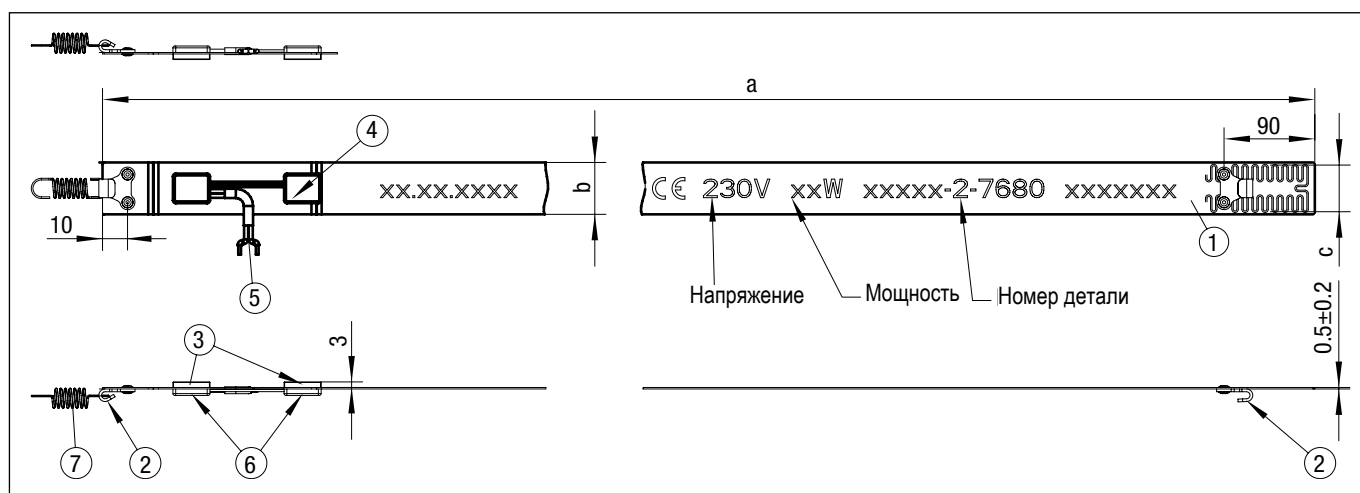 a
4
90
xx.xx.xxxx
b
CE 230V xxW xxxxx-2-7680 xxxxxxx
10
1
c
5
Напряжение
Мощность
Номер детали
0.5±0.2
3
3
7
2
6
2